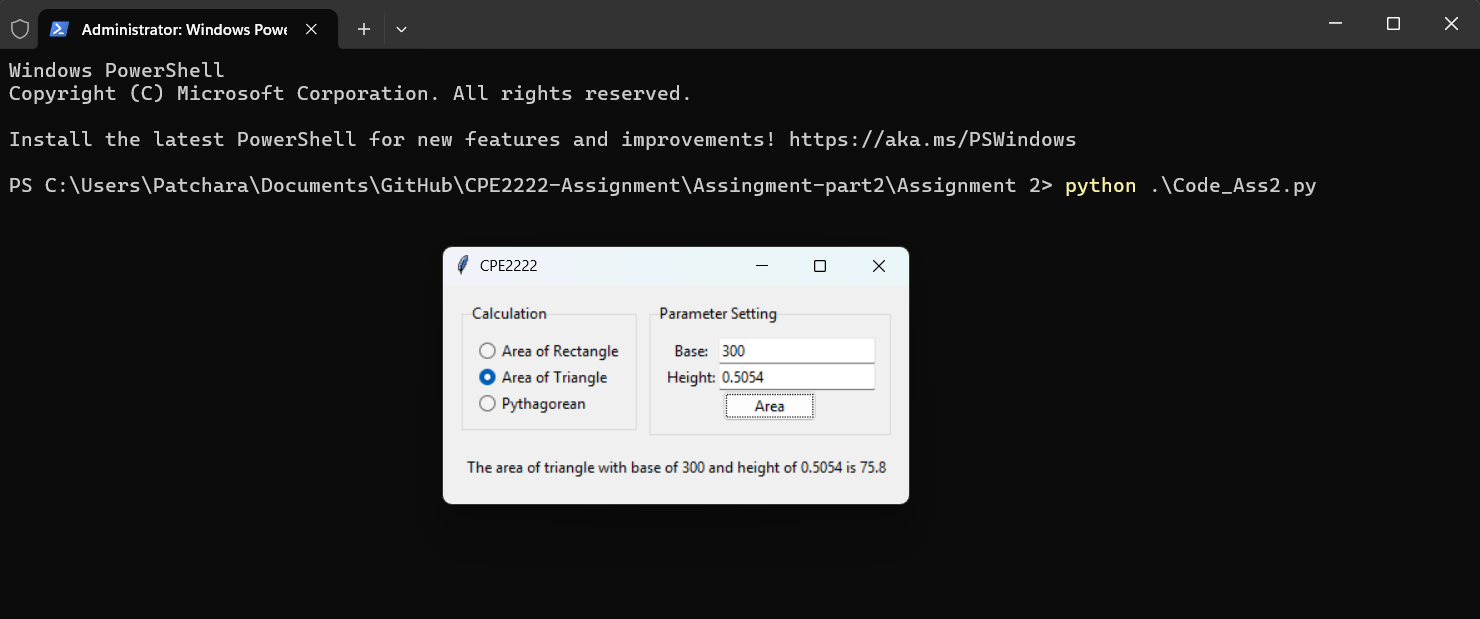 Administrator: Windows Powe
Windows PowerShell
Copyright (C) Microsoft Corporation. All rights reserved.
Install the latest PowerShell for new features and improvements! https://aka.ms/PSWindows
PS C:\Users\Patchara\Documents\GitHub\CPE2222-Assignment\Assingment-part2\Assignment 2> python .\Code_Ass2.py
CPE2222
Calculation
Area of Rectangle
Area of Triangle
Pythagorean
Parameter Setting
Base: 300
Height: 0.5054
Area
The area of triangle with base of 300 and height of 0.5054 is 75.8